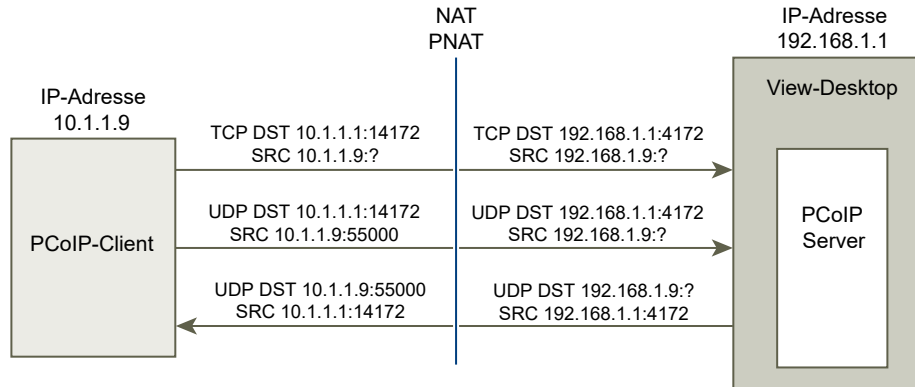 NAT
PNAT
IP-Adresse
192.168.1.1
IP-Adresse
10.1.1.9
View-Desktop
TCP DST 10.1.1.1:14172
SRC 10.1.1.9:?
TCP DST 192.168.1.1:4172
SRC 192.168.1.9:?
PCoIP-Client
UDP DST 10.1.1.1:14172
SRC 10.1.1.9:55000
UDP DST 192.168.1.1:4172
SRC 192.168.1.9:?
PCoIP
Server
UDP DST 10.1.1.9:55000
SRC 10.1.1.1:14172
UDP DST 192.168.1.9:?
SRC 192.168.1.1:4172